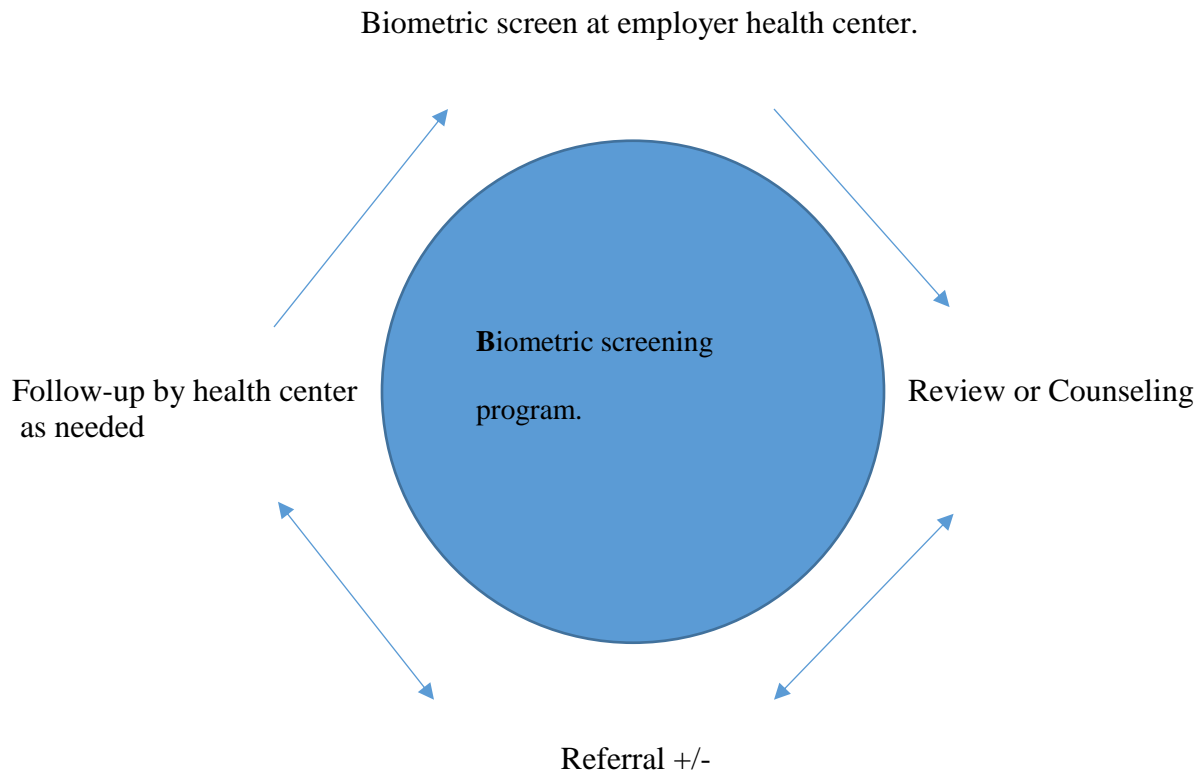 Biometric screen at employer health center.
Biometric screening
program.
Follow-up by health center
as needed
Review or Counseling
Referral +/-